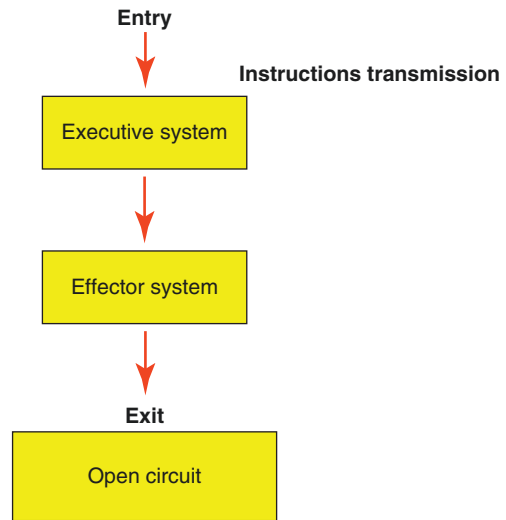 Entry
Instructions transmission
Executive system
Effector system
Exit
Open circuit